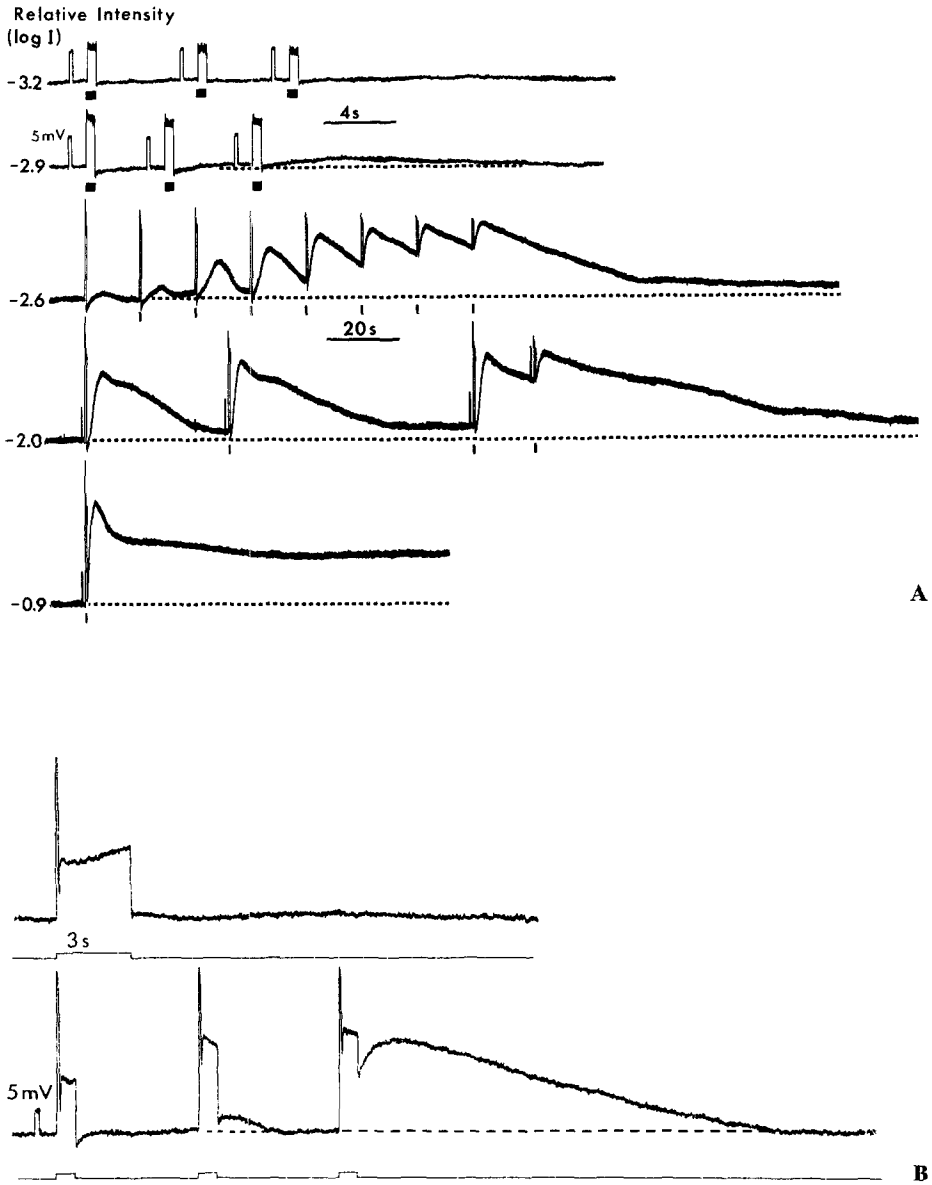 Relative Intensity
(log I)
-3.2
4s
5mV
-2.9
-2.6
20s
-2.0
-0.9
A
3s
5mV
B